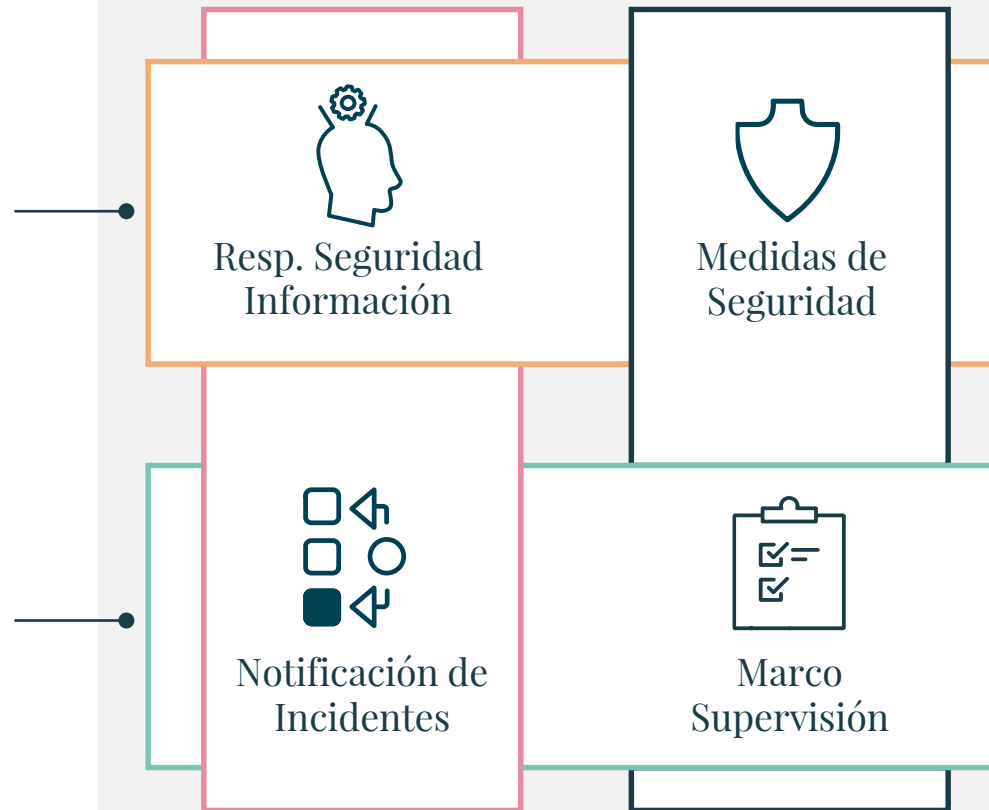 Resp. Seguridad
Información
Medidas de
Seguridad
Notificación de
Incidentes
Marco
Supervisión